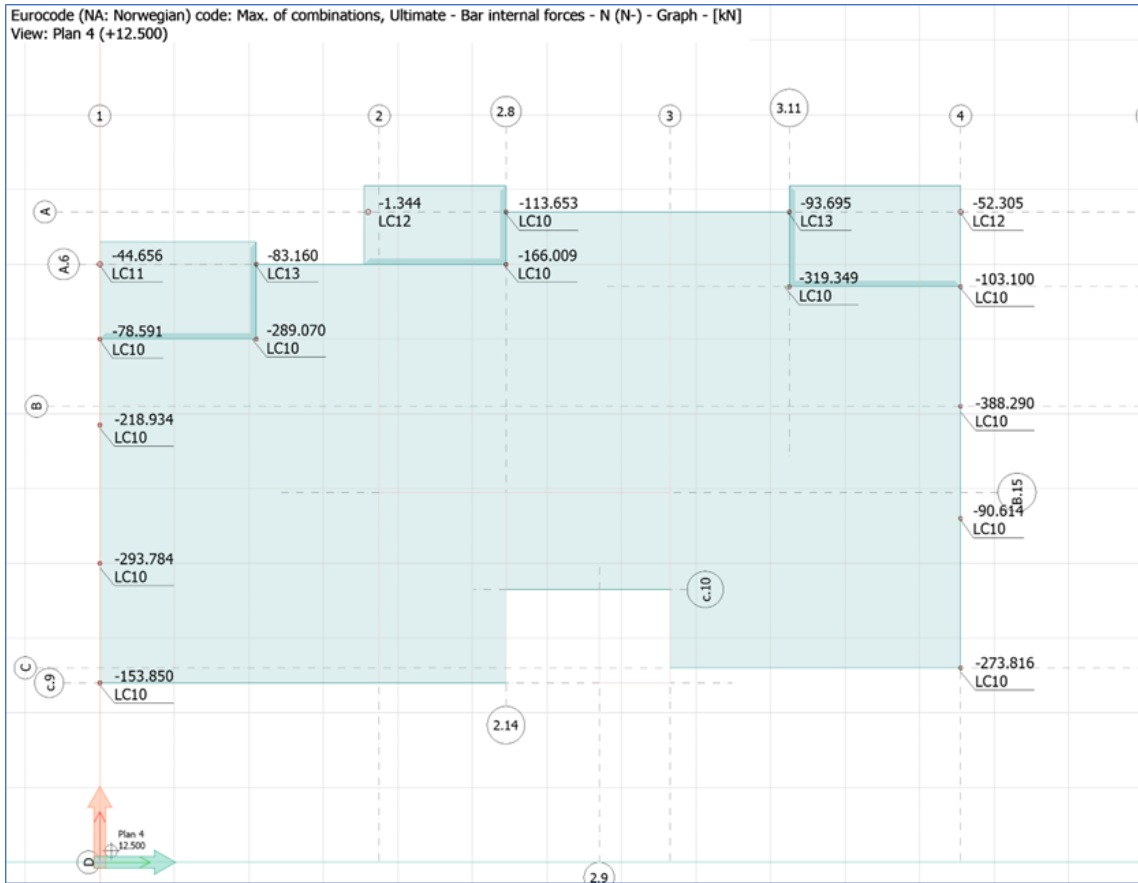 Eurocode (NA: Norwegian) code: Max. of combinations, Ultimate - Bar internal forces - N (N-) - Graph - [kN]
View: Plan 4 (+12.500)
1
2
2.8
3
3.11
4
A
-1.344
LC12
-113.653
LC10
-93.695
LC13
-52.305
LC12
A.6
-44.656
LC11
-83.160
LC13
-166.009
LC10
-319.349
LC10
-103.100
LC10
-78.591
LC10
-289.070
LC10
B
-218.934
LC10
-388.290
LC10
B.15
-90.614
LC10
-293.784
LC10
c.10
C
c.9
-153.850
LC10
-273.816
LC10
2.14
Plan 4
12.500
D
2.9